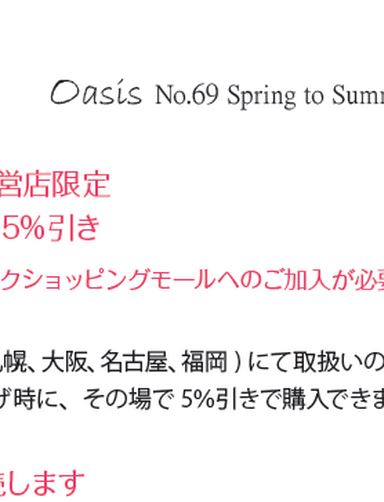 Oasis No.69 Spring to Summ
営店限定
5%引き
クショッピングモールへのご加入が必要
札幌、大阪、名古屋、福岡）にて取扱いの
げ時に、その場で 5%引きで購入できま
続します